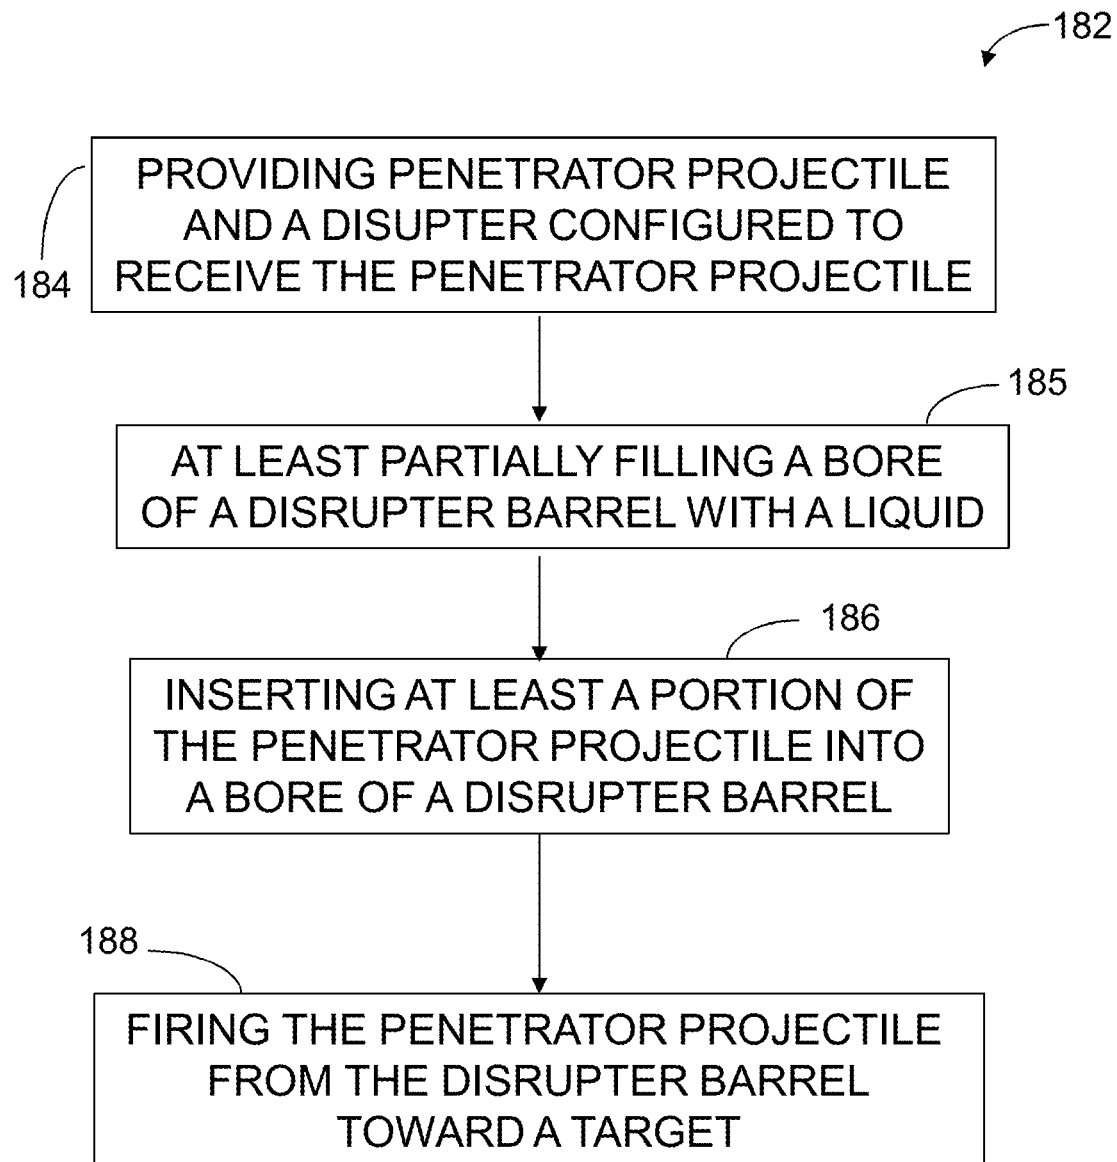 182
PROVIDING PENETRATOR PROJECTILE
AND A DISUPTER CONFIGURED TO
RECEIVE THE PENETRATOR PROJECTILE
184
185
AT LEAST PARTIALLY FILLING A BORE
OF A DISRUPTER BARREL WITH A LIQUID
186
INSERTING AT LEAST A PORTION OF
THE PENETRATOR PROJECTILE INTO
A BORE OF A DISRUPTER BARREL
188
FIRING THE PENETRATOR PROJECTILE
FROM THE DISRUPTER BARREL
TOWARD A TARGET